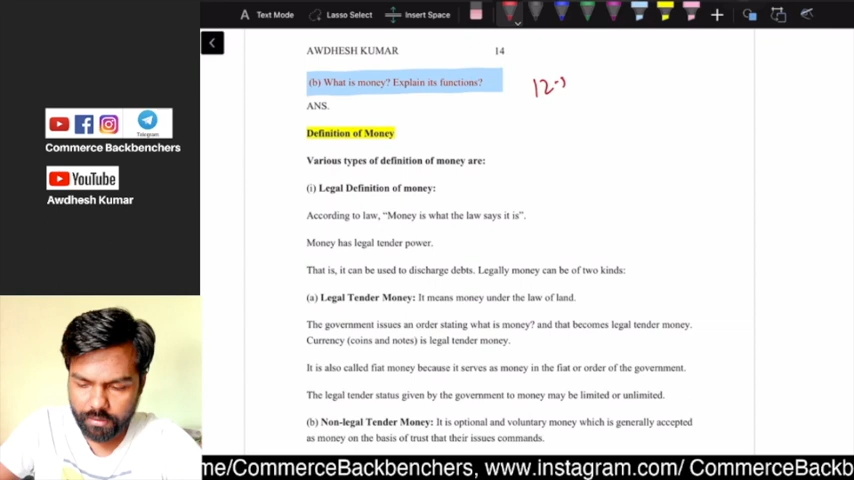 Text Mode
Lasso Select
Insert Space
AWDHESH KUMAR 14
(b) What is money? Explain its functions?
12-
ANS.
Definition of Money
Various types of definition of money are:
(i) Legal Definition of money:
According to law, “Money is what the law says it is”.
Money has legal tender power.
That is, it can be used to discharge debts. Legally money can be of two kinds:
(a) Legal Tender Money: It means money under the law of land.
The government issues an order stating what is money? and that becomes legal tender money.
Currency (coins and notes) is legal tender money.
It is also called fiat money because it serves as money in the fiat or order of the government.
The legal tender status given by the government to money may be limited or unlimited.
(b) Non-legal Tender Money: It is optional and voluntary money which is generally accepted
as money on the basis of trust that their issues commands.
Telegram
Commerce Backbenchers
YouTube
Awdhesh Kumar
me/CommerceBackbenchers, www.instagram.com/ CommerceBackb